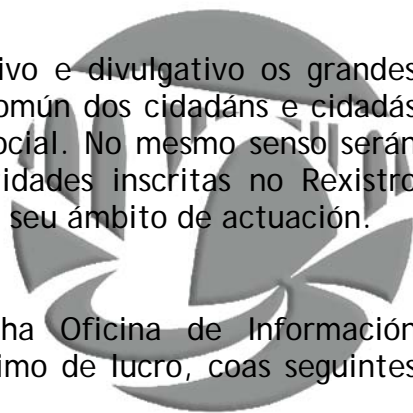 ivo e divulgativo os grandes
omún dos cidadáns e cidadás
ocial. No mesmo senso serán
idades inscritas no Rexistro
seu ámbito de actuación.
ha Oficina de Información
imo de lucro, coas seguintes